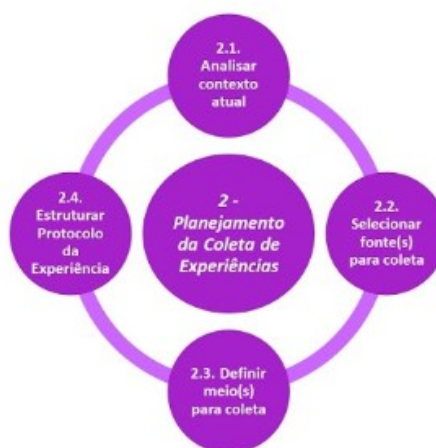 2.1.
Analisar
contexto
atual
2.4.
Estruturar
Protocolo
da
Experiência
2 -
Planejamento
da Coleta de
Experiências
2.2.
Selecionar
fonte(s)
para coleta
2.3. Definir
meio(s)
para coleta